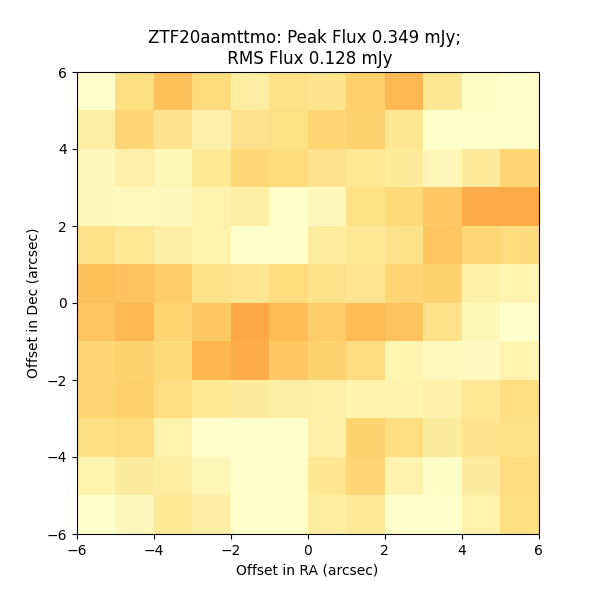 ZTF20aamttmo: Peak Flux 0.349 mJy;
RMS Flux 0.128 mJy
6
4
2
0
−2
−4
−6
Offset in Dec (arcsec)
−6 −4 −2 0 2 4 6
Offset in RA (arcsec)